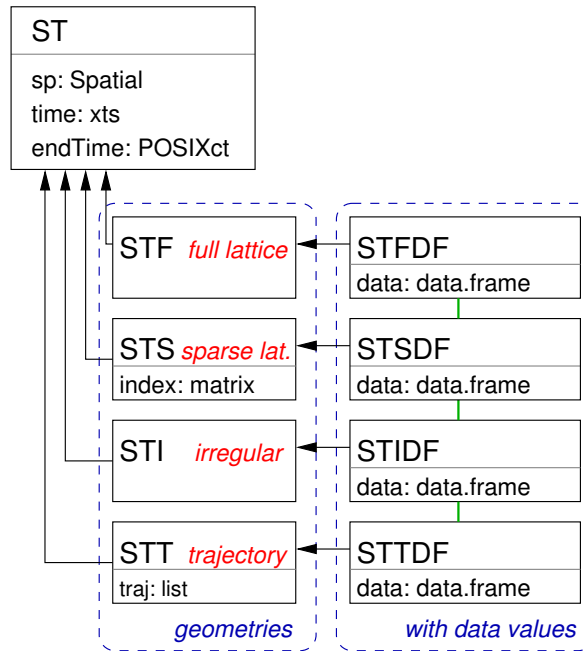 ST
sp: Spatial
time: xts
endTime: POSIXct
STF full lattice
STFDF
data: data.frame
STS sparse lat.
index: matrix
STSDF
data: data.frame
STI irregular
STIDF
data: data.frame
STT trajectory
traj: list
STTDF
data: data.frame
geometries
with data values